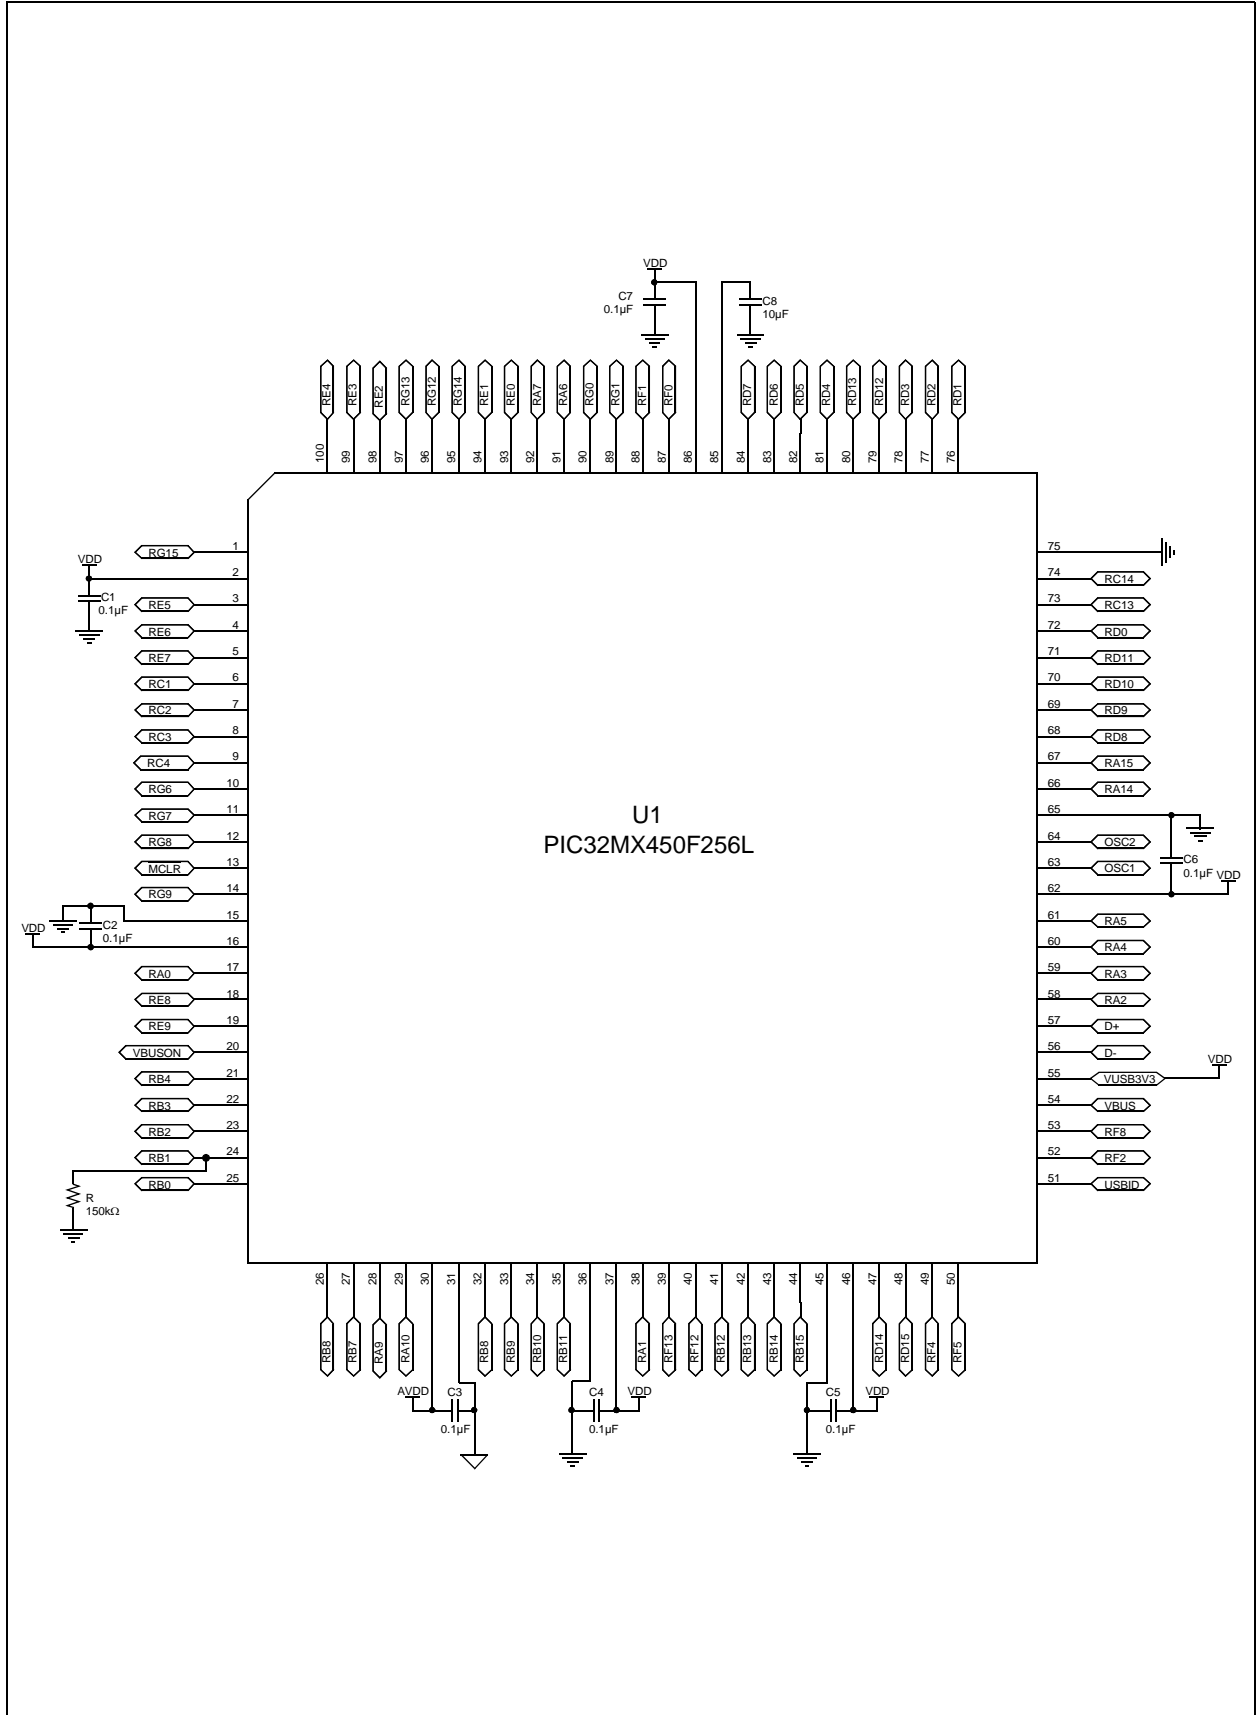 VDD
C7
0.1µF
C8
10µF
RE4
RE3
RE2
RG13
RG12
RG14
RE1
RE0
RA7
RA6
RG0
RG1
RF1
RF0
RD7
RD6
RD5
RD4
RD13
RD12
RD3
RD2
RD1
100
99
98
97
96
95
94
93
92
91
90
89
88
87
86
85
84
83
82
81
80
79
78
77
76
RG15 1
VDD
2
C1
0.1µF
RE5 3
RE6 4
RE7 5
RC1 6
RC2 7
RC3 8
RC4 9
RG6 10
RG7 11
RG8 12
MCLR 13
RG9 14
15
VDD
C2
0.1µF
16
RA0 17
RE8 18
RE9 19
VBUSON 20
RB4 21
RB3 22
RB2 23
RB1 24
RB0 25
R
150kΩ
U1
PIC32MX450F256L
75
74 RC14
73 RC13
72 RD0
71 RD11
70 RD10
69 RD9
68 RD8
67 RA15
66 RA14
65
64 OSC2
63 OSC1
C6
0.1µF
VDD
62
61 RA5
60 RA4
59 RA3
58 RA2
57 D+
56 D-
55 VUSB3V3
VDD
54 VBUS
53 RF8
52 RF2
51 USBID
26
27
28
29
30
31
32
33
34
35
36
37
38
39
40
41
42
43
44
45
46
47
48
49
50
RB8
RB7
RA9
RA10
RB8
RB9
RB10
RB11
RA1
RF13
RF12
RB12
RB13
RB14
RB15
RD14
RD15
RF4
RF5
AVDD
C3
0.1µF
C4
0.1µF
VDD
C5
0.1µF
VDD